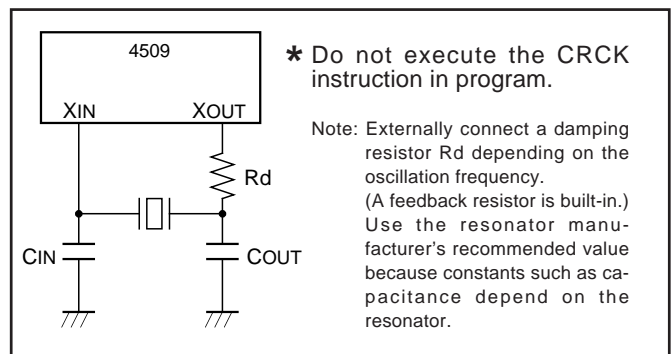 4509
XIN
XOUT
Rd
CIN
COUT
* Do not execute the CRCK
instruction in program.
Note: Externally connect a damping
resistor Rd depending on the
oscillation frequency.
(A feedback resistor is built-in.)
Use the resonator manu-
facturer's recommended value
because constants such as ca-
pacitance depend on the
resonator.